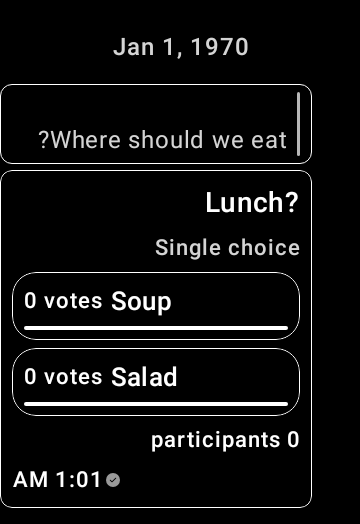 Jan 1, 1970
?Where should we eat
Lunch?
Single choice
0 votes Soup
0 votes Salad
participants 0
AM 1:01